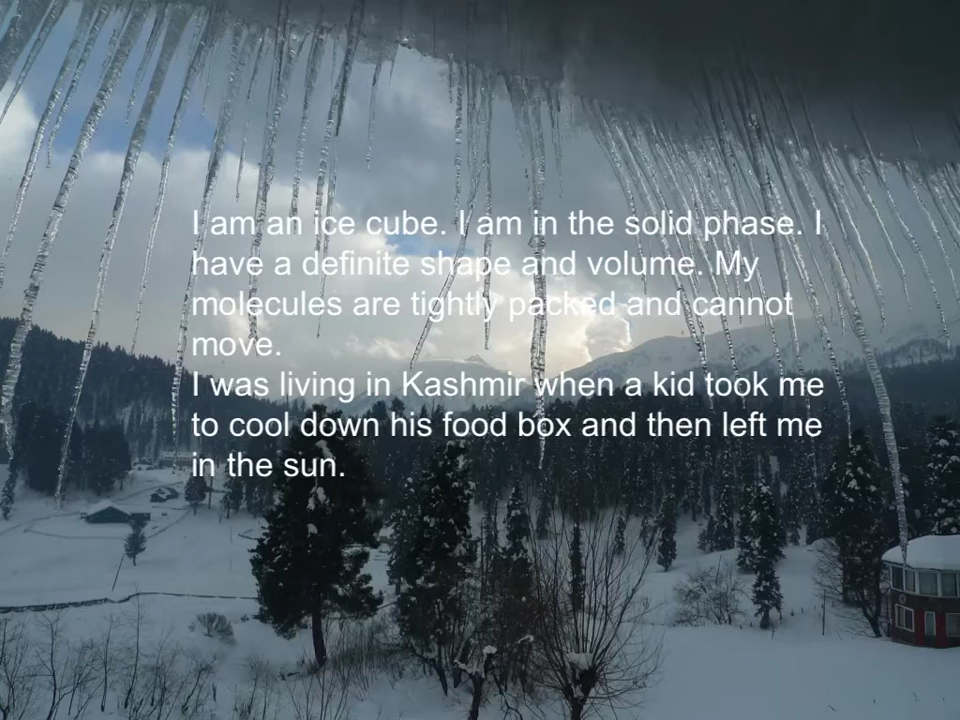 I am an ice cube. I am in the solid phase. I
have a definite shape and volume. My
molecules are tightly packed and cannot
move.
I was living in Kashmir when a kid took me
to cool down his food box and then left me
in the sun.